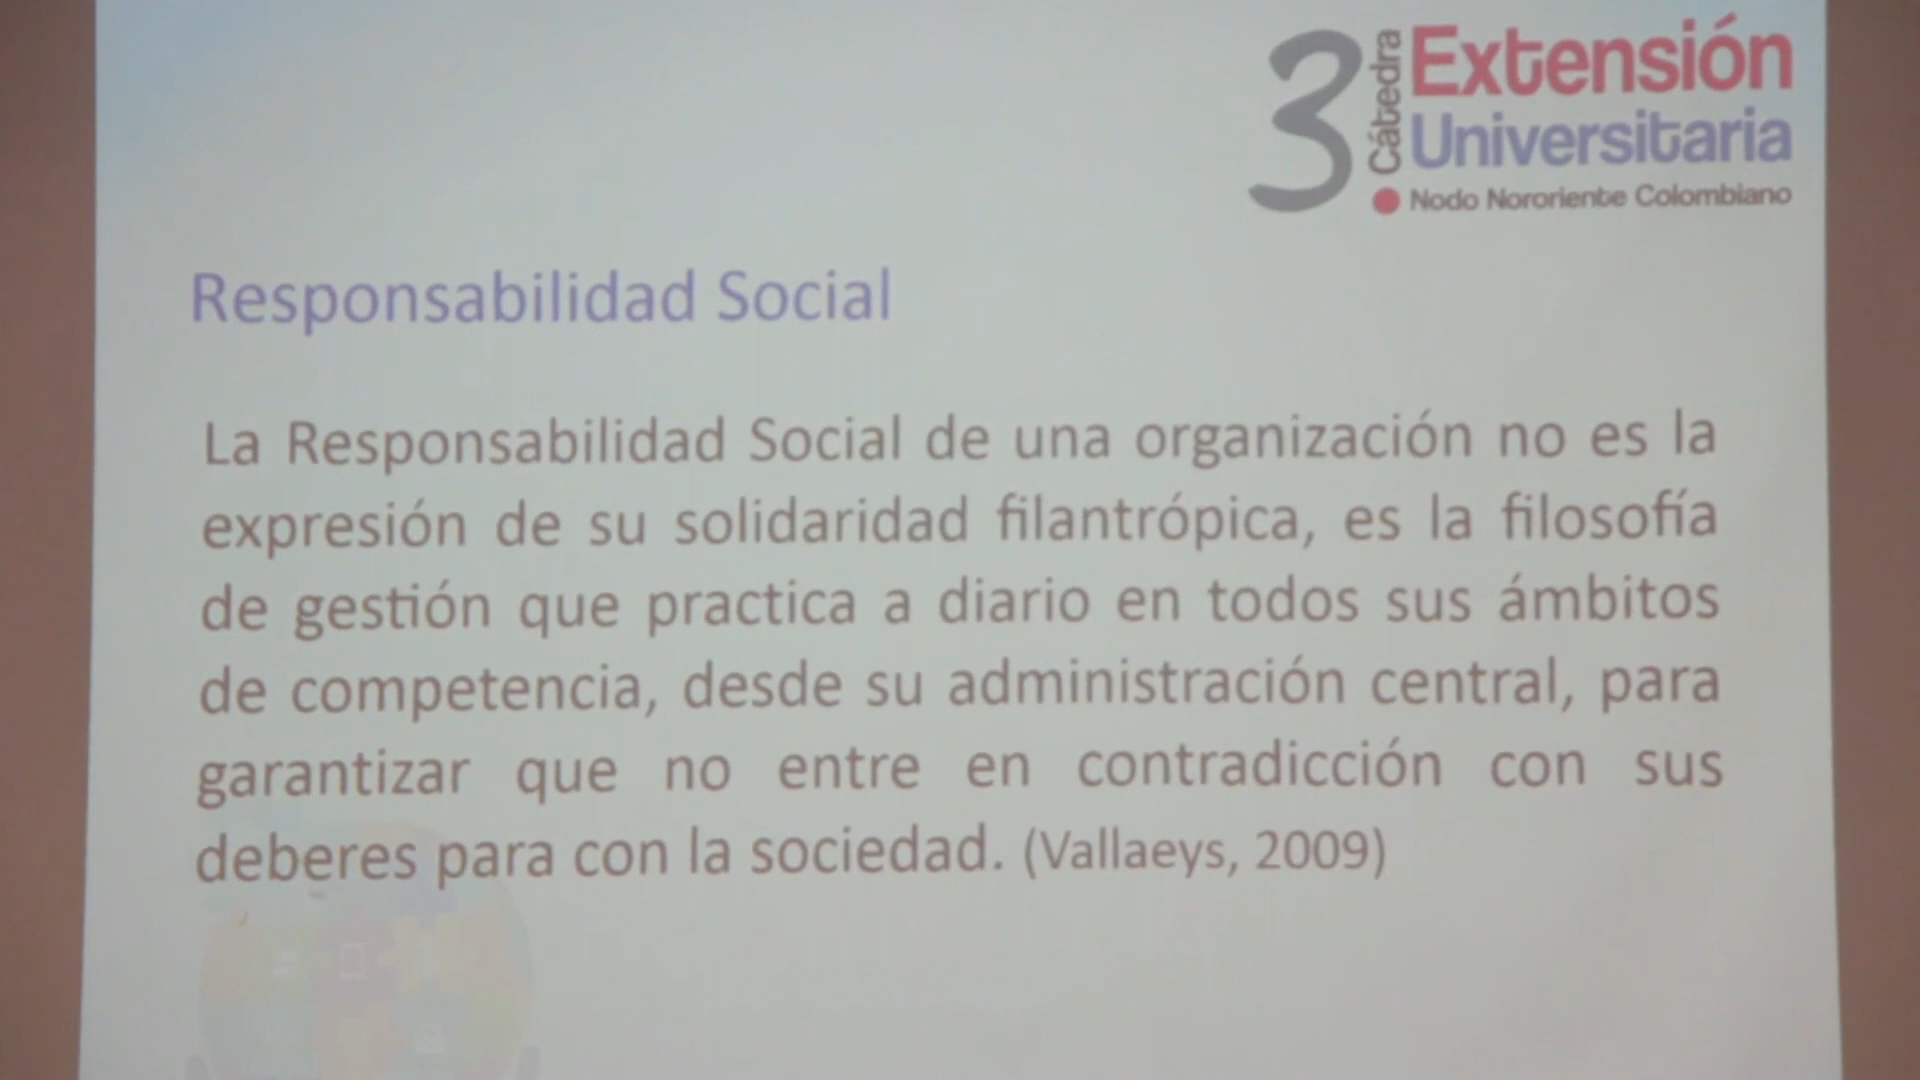 3 Cátedra
Extensión
Universitaria
Nodo Nororiente Colombiano
Responsabilidad Social
La Responsabilidad Social de una organización no es la
expresión de su solidaridad filantrópica, es la filosofía
de gestión que practica a diario en todos sus ámbitos
de competencia, desde su administración central, para
garantizar que no entre en contradicción con sus
deberes para con la sociedad. (Vallaeys, 2009)